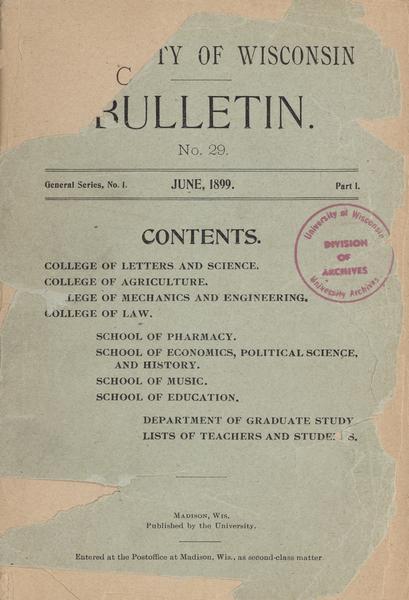 TY OF WISCONSIN
C
BULLETIN.
No. 29.
General Series, No. 1. JUNE, 1899. Part 1.
CONTENTS.
University of Wisconsin
DIVISION
OF
ARCHIVES
University Archives
COLLEGE OF LETTERS AND SCIENCE.
COLLEGE OF AGRICULTURE.
LEGE OF MECHANICS AND ENGINEERING.
COLLEGE OF LAW.
SCHOOL OF PHARMACY.
SCHOOL OF ECONOMICS, POLITICAL SCIENCE,
AND HISTORY.
SCHOOL OF MUSIC.
SCHOOL OF EDUCATION.
DEPARTMENT OF GRADUATE STUDY
LISTS OF TEACHERS AND STUDE S.
MADISON, WIS.
Published by the University.
Entered at the Postoffice at Madison, Wis., as second-class matter